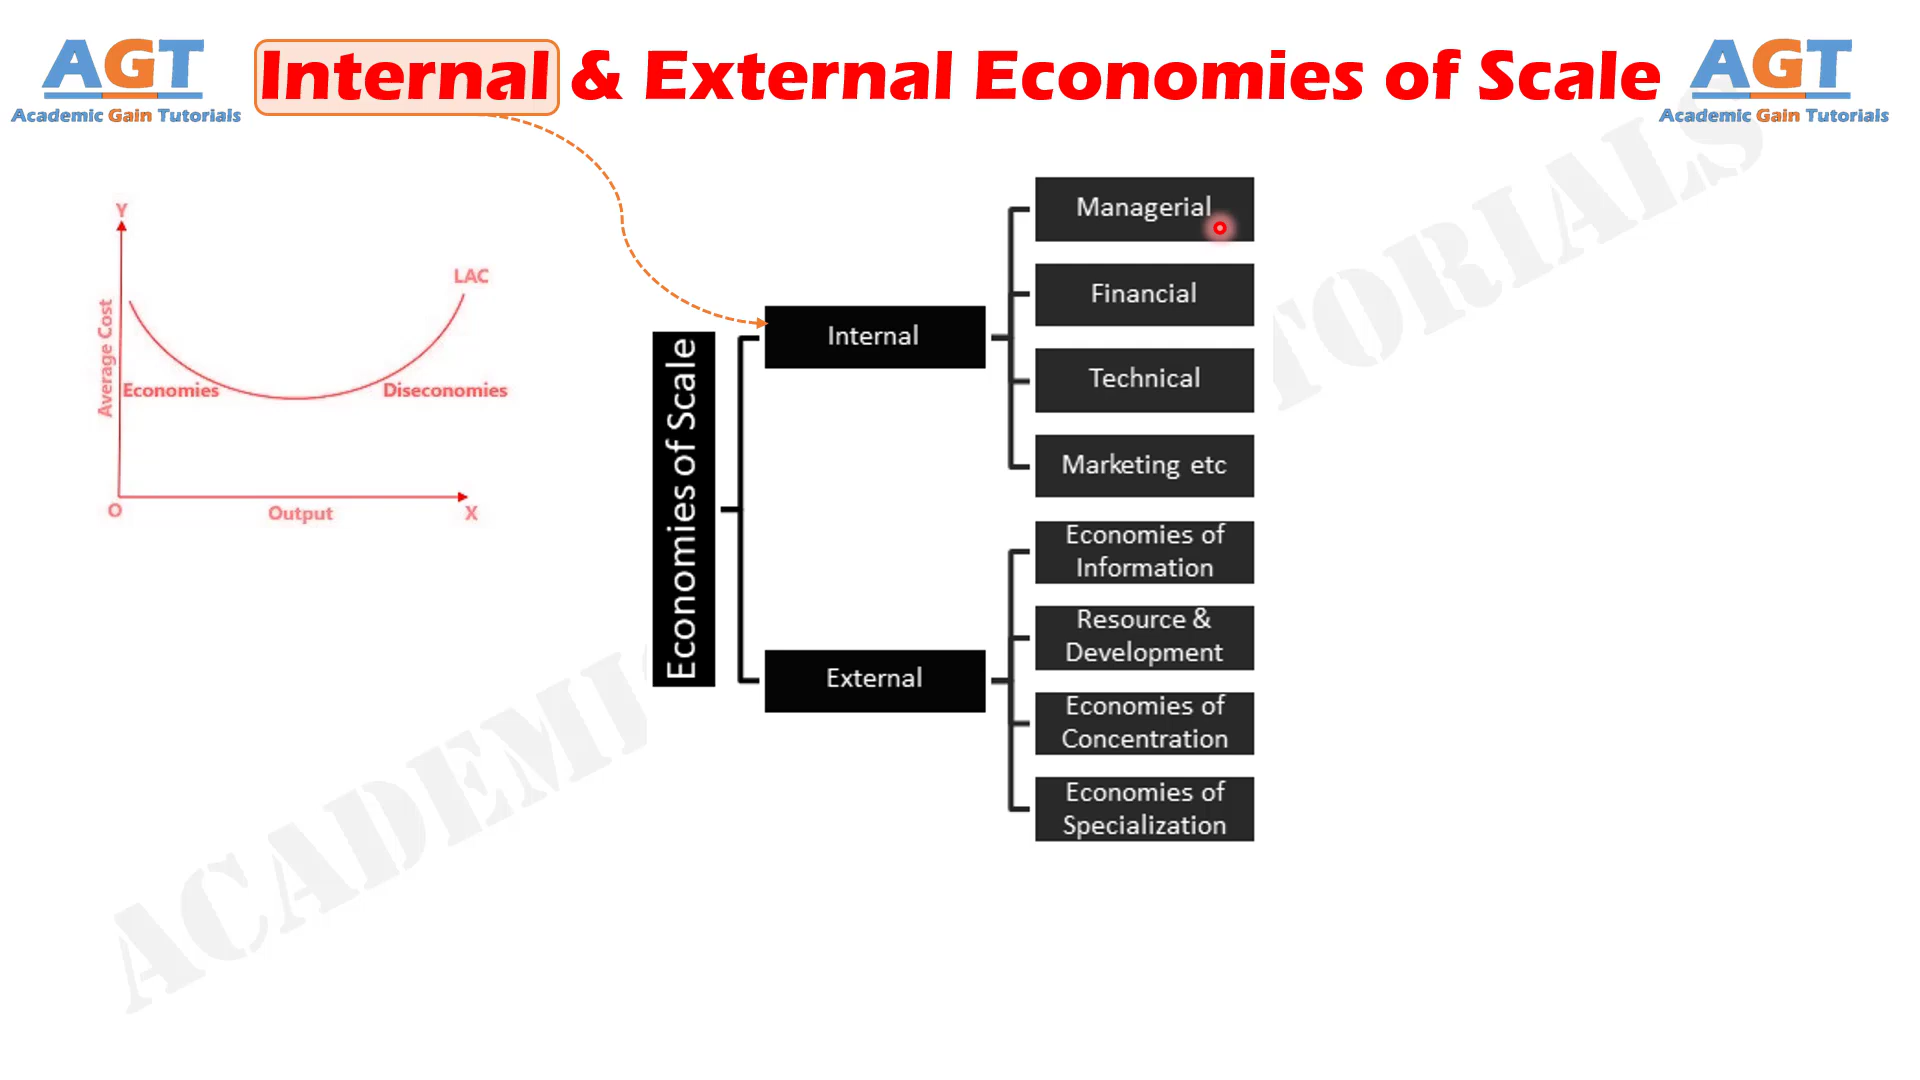 AGT
Academic Gain Tutorials
Internal & External Economies of Scale
AGT
Academic Gain Tutorials
Y
LAC
Average Cost
Economies
Diseconomies
O
Output
X
Economies of Scale
Internal
Managerial
Financial
Technical
Marketing etc
External
Economies of
Information
Resource &
Development
Economies of
Concentration
Economies of
Specialization
ACADEMI
TORIALS